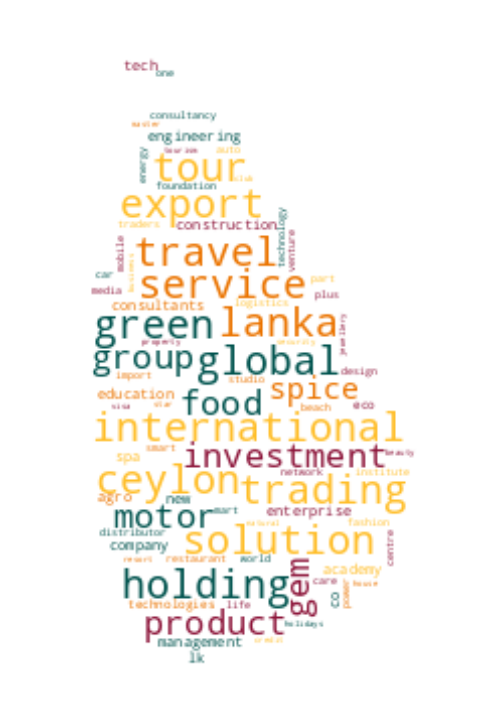 tech
one
consultancy
easier
engineering
tourism
auto
energy
tour
club
foundation
export
traders
construction
technology
venture
mobile
travel
business
car
service
part
media
plus
consultants
logistics
green
lanka
jewellery
property
security
group
global
design
import
studio
spice
education
food
visa
star
beach
eco
international
smart
investment
beauty
spa
network
institute
ceylon
trading
agro
new
motor
mart
enterprise
natural
fashion
distributor
solution
centre
company
resort
restaurant
world
gem
academy
holding
care
power
house
co
technologies
life
product
holidays
management
credit
lk